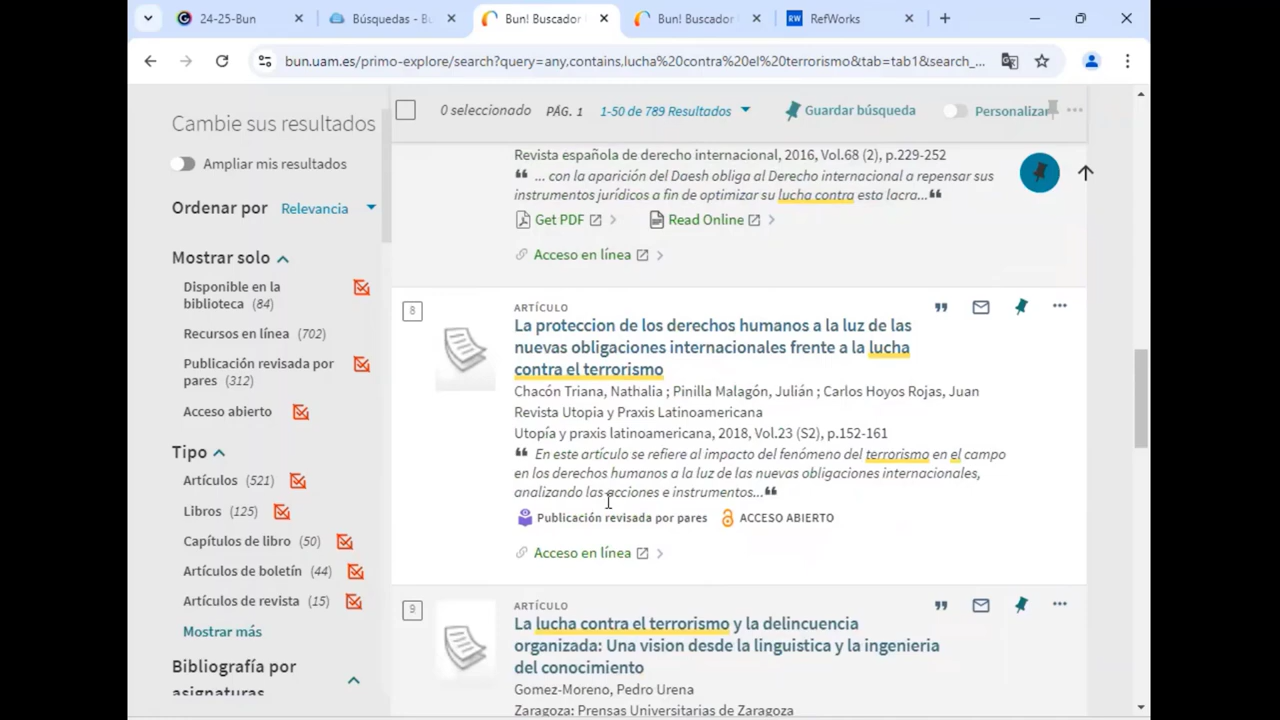 24-25-Bun
Búsquedas - Bu
Bun! Buscador
Bun! Buscador
RW RefWorks
bun.uam.es/primo-explore/search?query=any.contains.lucha%20contra%20el%20terrorismo&tab=tab1&search_...
Cambie sus resultados
0 seleccionado PÁG. 1 1-50 de 789 Resultados Guardar búsqueda Personalizar
Ampliar mis resultados
Ordenar por Relevancia
Mostrar solo
Disponible en la
biblioteca (84)
Recursos en línea (702)
Publicación revisada por
pares (312)
Acceso abierto
Tipo
Artículos (521)
Libros (125)
Capítulos de libro (50)
Artículos de boletín (44)
Artículos de revista (15)
Mostrar más
Bibliografía por
asignaturas
Revista española de derecho internacional, 2016, Vol.68 (2), p.229-252
❝ ... con la aparición del Daesh obliga al Derecho internacional a repensar sus
instrumentos jurídicos a fin de optimizar su lucha contra esta lacra...❞
Get PDF Read Online
Acceso en línea
8
ARTÍCULO
La proteccion de los derechos humanos a la luz de las
nuevas obligaciones internacionales frente a la lucha
contra el terrorismo
Chacón Triana, Nathalia ; Pinilla Malagón, Julián ; Carlos Hoyos Rojas, Juan
Revista Utopia y Praxis Latinoamericana
Utopía y praxis latinoamericana, 2018, Vol.23 (S2), p.152-161
❝ En este artículo se refiere al impacto del fenómeno del terrorismo en el campo
en los derechos humanos a la luz de las nuevas obligaciones internacionales,
analizando las acciones e instrumentos...❞
Publicación revisada por pares ACCESO ABIERTO
Acceso en línea
9
ARTÍCULO
La lucha contra el terrorismo y la delincuencia
organizada: Una vision desde la linguistica y la ingenieria
del conocimiento
Gomez-Moreno, Pedro Urena
Zaragoza: Prensas Universitarias de Zaragoza